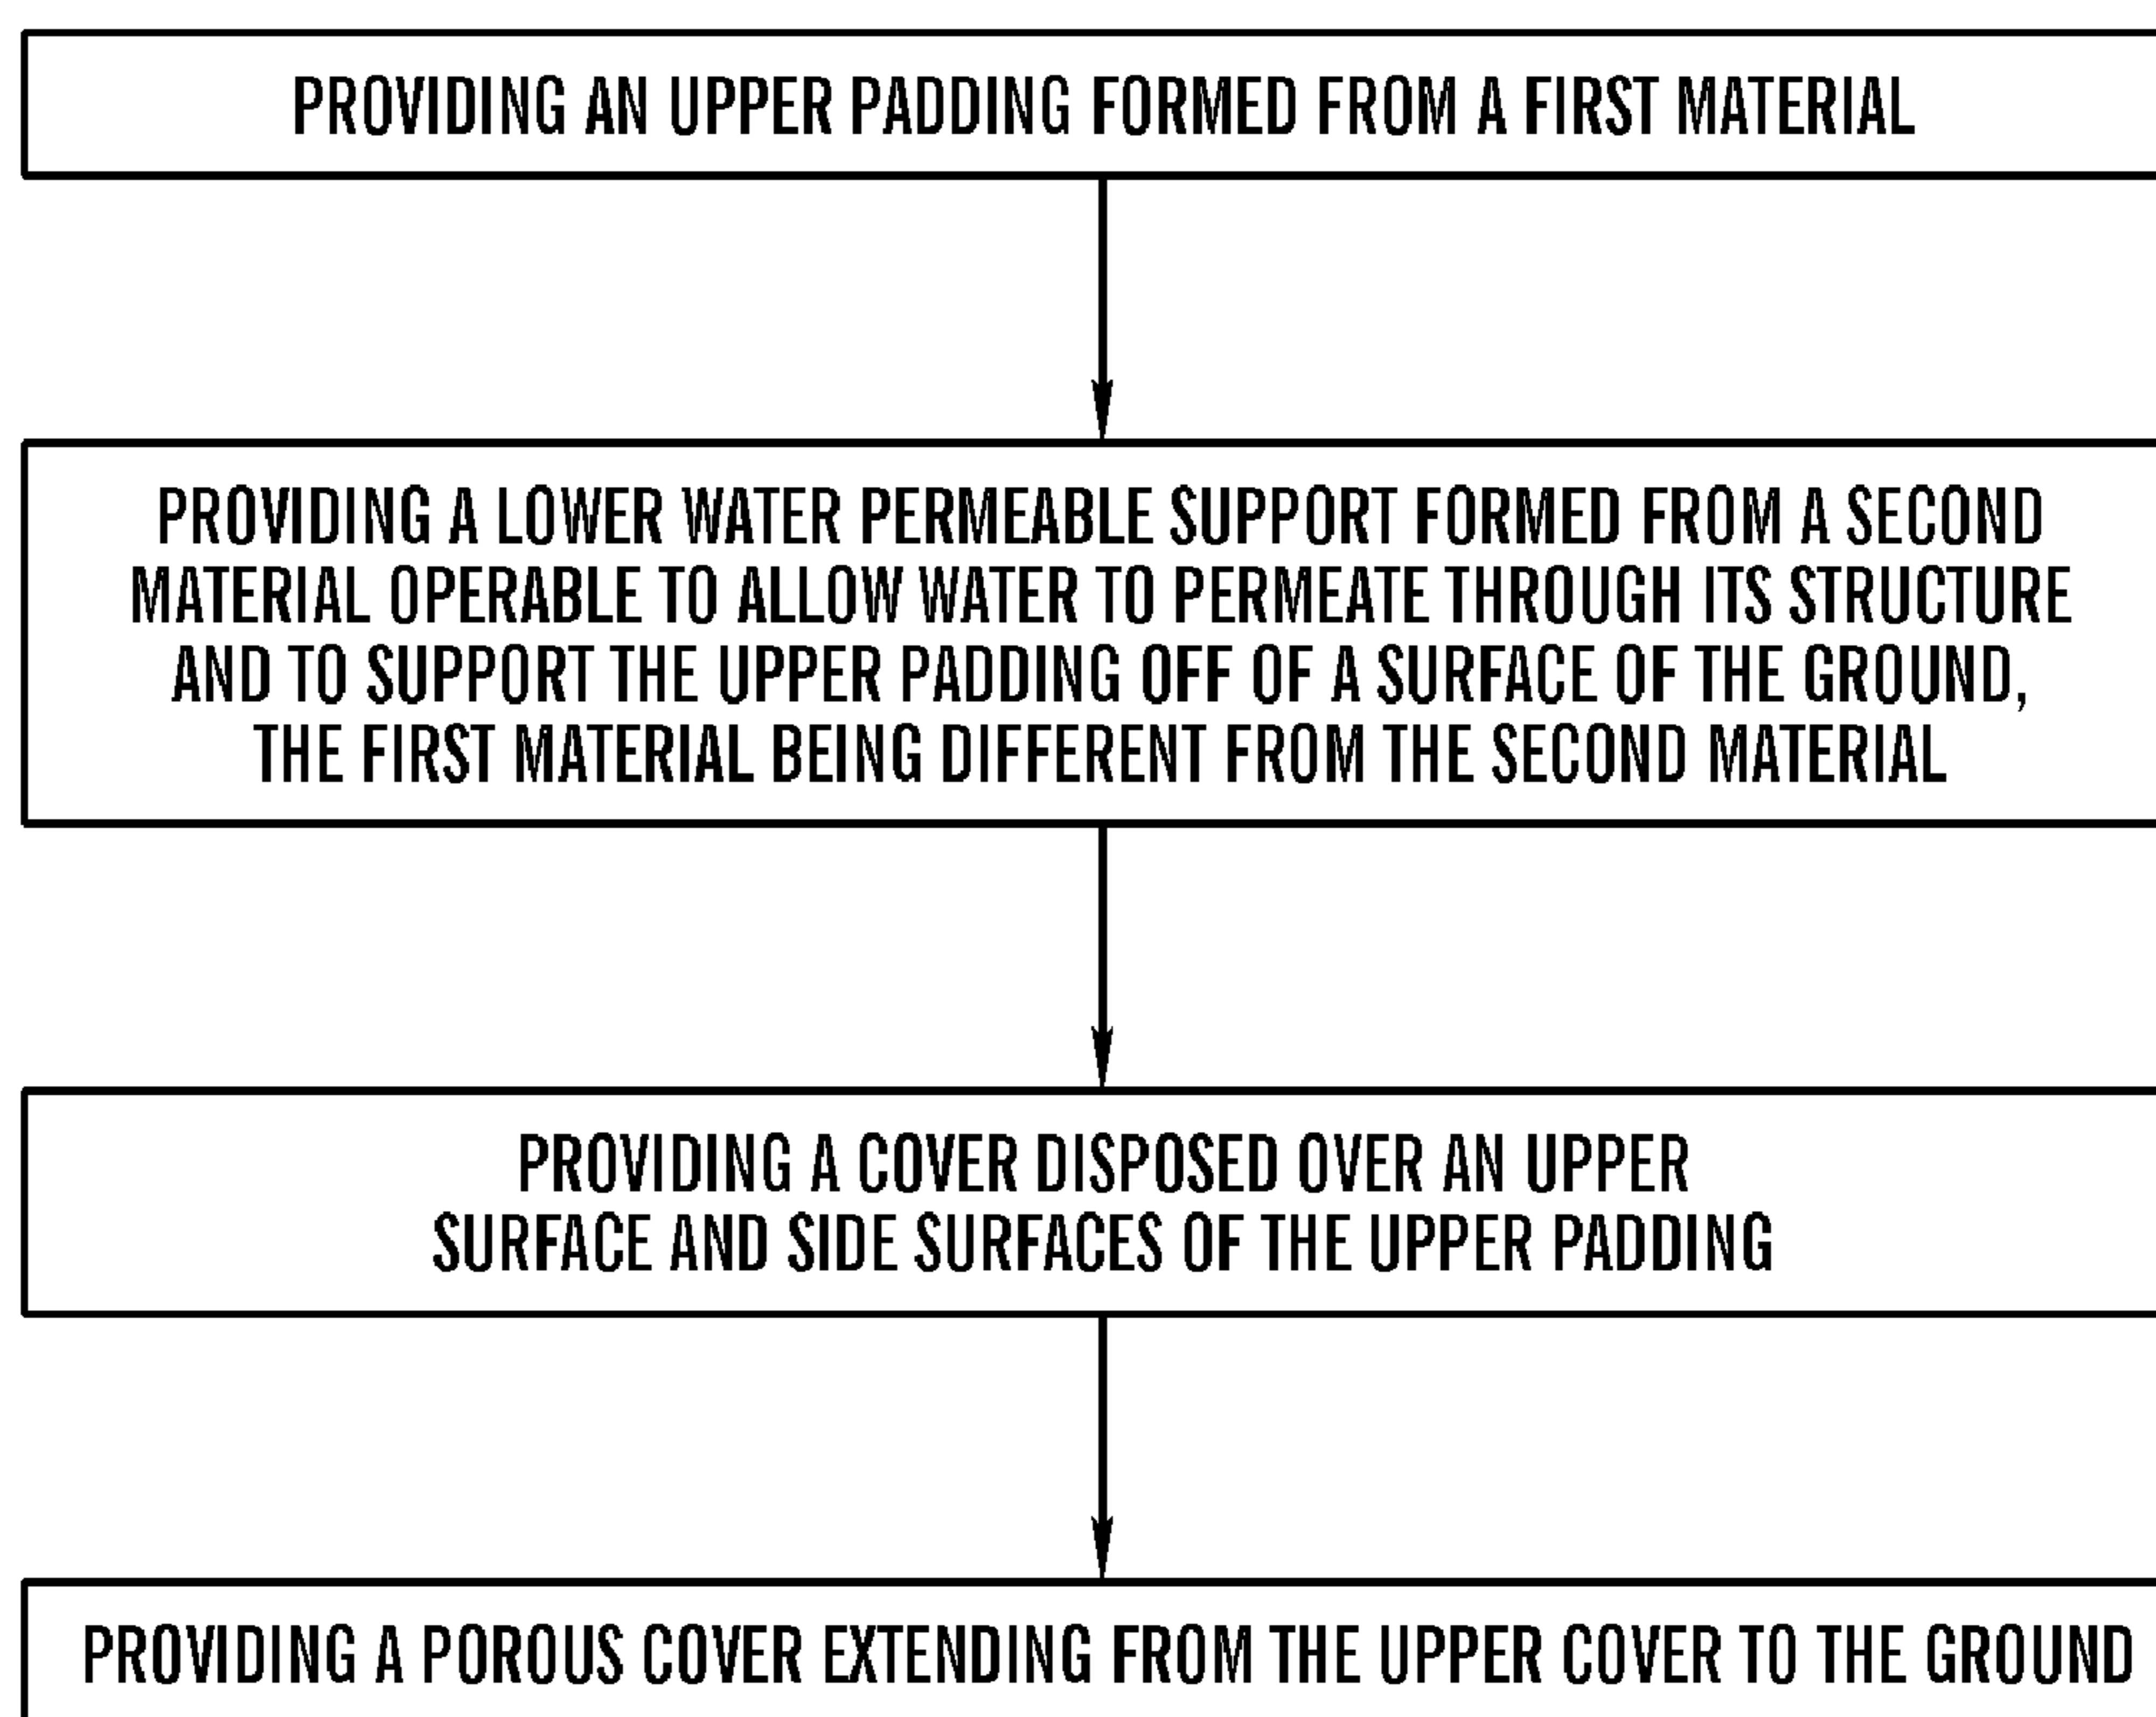 PROVIDING AN UPPER PADDING FORMED FROM A FIRST MATERIAL
PROVIDING A LOWER WATER PERMEABLE SUPPORT FORMED FROM A SECOND
MATERIAL OPERABLE TO ALLOW WATER TO PERMEATE THROUGH ITS STRUCTURE
AND TO SUPPORT THE UPPER PADDING OFF OF A SURFACE OF THE GROUND,
THE FIRST MATERIAL BEING DIFFERENT FROM THE SECOND MATERIAL
PROVIDING A COVER DISPOSED OVER AN UPPER
SURFACE AND SIDE SURFACES OF THE UPPER PADDING
PROVIDING A POROUS COVER EXTENDING FROM THE UPPER COVER TO THE GROUND